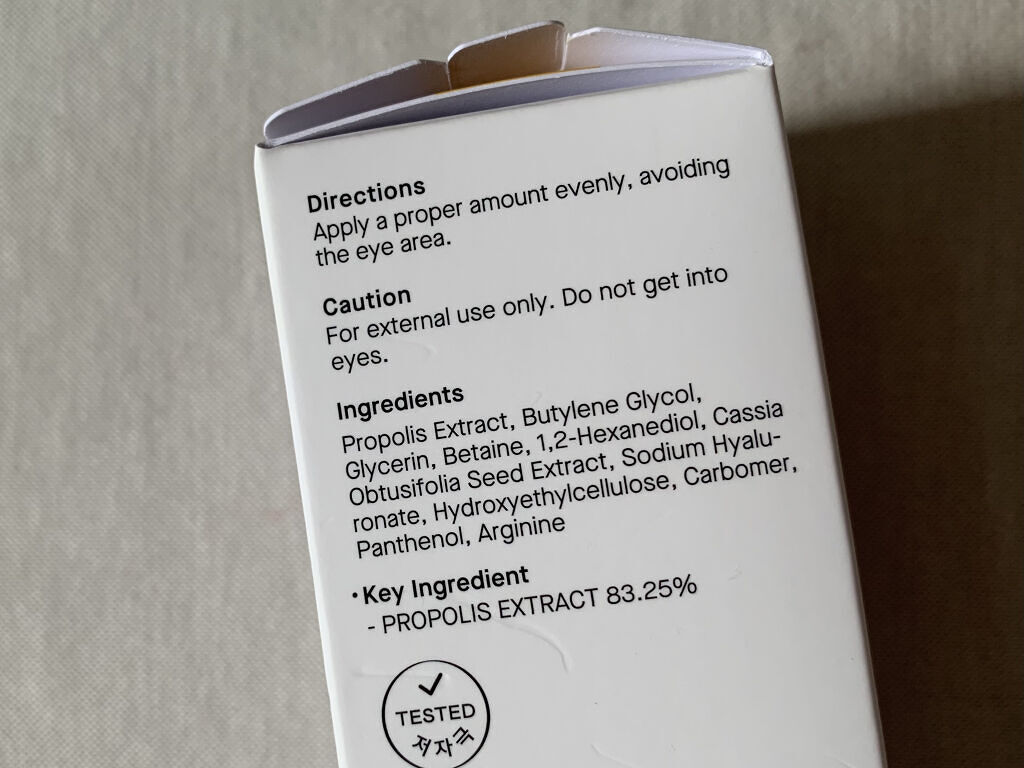 Directions
Apply a proper amount evenly, avoiding
the eye area.
Caution
For external use only. Do not get into
eyes.
Ingredients
Propolis Extract, Butylene Glycol,
Glycerin, Betaine, 1,2-Hexanediol, Cassia
Obtusifolia Seed Extract, Sodium Hyalu-
ronate, Hydroxyethylcellulose, Carbomer,
Panthenol, Arginine
•Key Ingredient
- PROPOLIS EXTRACT 83.25%
TESTED
저자극